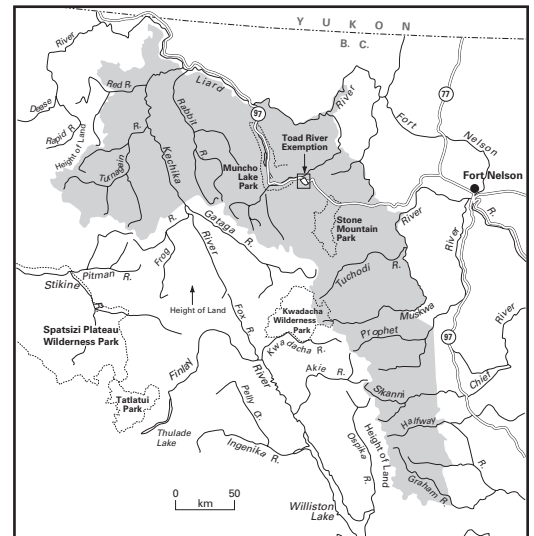 YUKON
B. C.
River
Liard
Red R.
Rabbit
R.
97
77
River
Fort
Nelson
Dease
Rapid R.
Height of Land
R.
Turnagain
Kechika
Toad River
Exemption
Muncho
Lake
Park
Fort Nelson
R.
Stone
Mountain
Park
River
River
R.
Gataga R.
Frog
River
Tuchodi R.
Pitman R.
Stikine
R.
Height of Land
Fox R.
Kwadacha
Wilderness
Park
Muskwa
Prophet
River
97
Spatsizi Plateau
Wilderness Park
Finlay
River
Kwadacha R.
Akie R.
Sikanni
Chief
Tatlatui
Park
Pelly Cr.
Halfway
R.
Thulade
Lake
Ingenika R.
Ospika R.
Height of Land
Graham R.
0 50
km
Williston
Lake